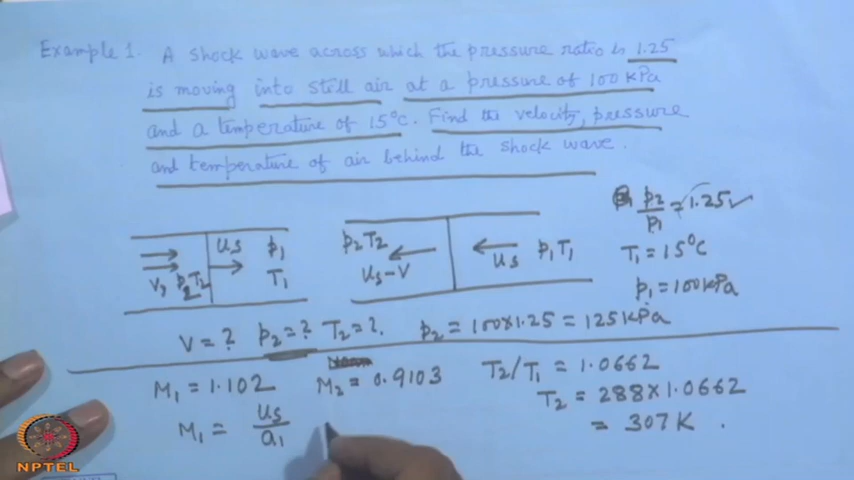 Example 1. A shock wave across which the pressure ratio is 1.25
is moving into still air at a pressure of 100 kPa
and a temperature of 15°C. Find the velocity, pressure
and temperature of air behind the shock wave.
p2/p1 = 1.25 ✓
T1 = 15°C
p1 = 100 kPa
V, p2 T2 us p1 T1
p2 T2 us-V us p1 T1
V = ? p2 = ? T2 = ? p2 = 100 x 1.25 = 125 kPa
M1 = 1.102 M2 = 0.9103 T2/T1 = 1.0662
T2 = 288 x 1.0662
= 307 K .
M1 = us/a1
NPTEL